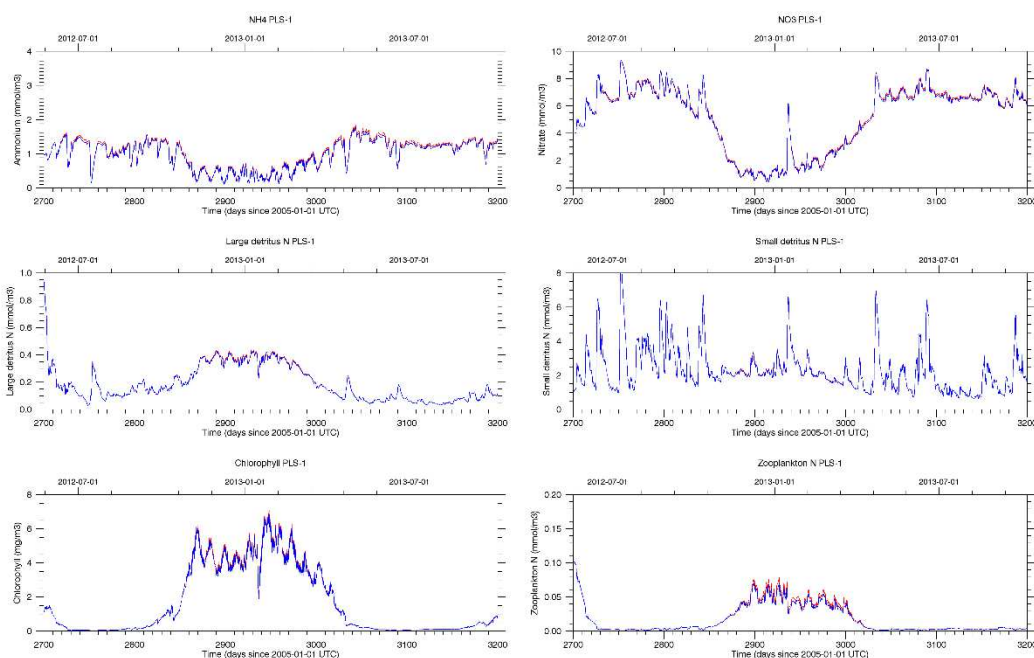 NH4 PLS-1
2012-07-01 2013-01-01 2013-07-01
Ammonium (mmol/m3)
4
3
2
1
0
2700 2800 2900 3000 3100 3200
Time (days since 2005-01-01 UTC)
NO3 PLS-1
2012-07-01 2013-01-01 2013-07-01
Nitrate (mmol/m3)
10
8
6
4
2
0
2700 2800 2900 3000 3100 3200
Time (days since 2005-01-01 UTC)
Large detritus N PLS-1
2012-07-01 2013-01-01 2013-07-01
Large detritus N (mmol/m3)
1.0
0.8
0.6
0.4
0.2
0.0
2700 2800 2900 3000 3100 3200
Time (days since 2005-01-01 UTC)
Small detritus N PLS-1
2012-07-01 2013-01-01 2013-07-01
Small detritus N (mmol/m3)
8
6
4
2
0
2700 2800 2900 3000 3100 3200
Time (days since 2005-01-01 UTC)
Chlorophyll PLS-1
2012-07-01 2013-01-01 2013-07-01
Chlorophyll (mg/m3)
8
6
4
2
0
2700 2800 2900 3000 3100 3200
Time (days since 2005-01-01 UTC)
Zooplankton N PLS-1
2012-07-01 2013-01-01 2013-07-01
Zooplankton N (mmol/m3)
0.20
0.15
0.10
0.05
0.00
2700 2800 2900 3000 3100 3200
Time (days since 2005-01-01 UTC)